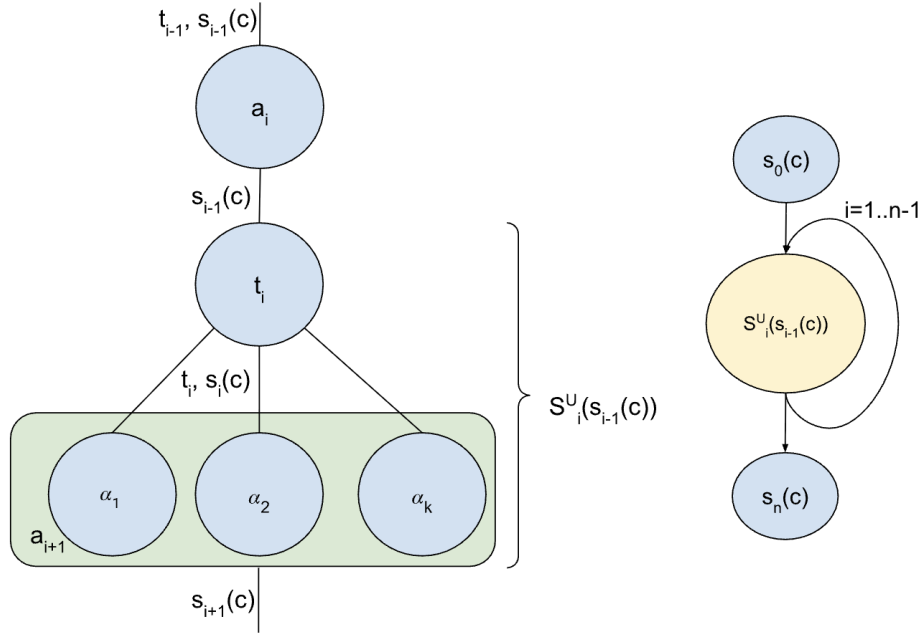 t_{i-1}, s_{i-1}(c)
a_i
s_{i-1}(c)
t_i
t_i, s_i(c)
α_1
α_2
α_k
a_{i+1}
s_{i+1}(c)
S^U_i(s_{i-1}(c))
s_0(c)
i=1..n-1
S^U_i(s_{i-1}(c))
s_n(c)